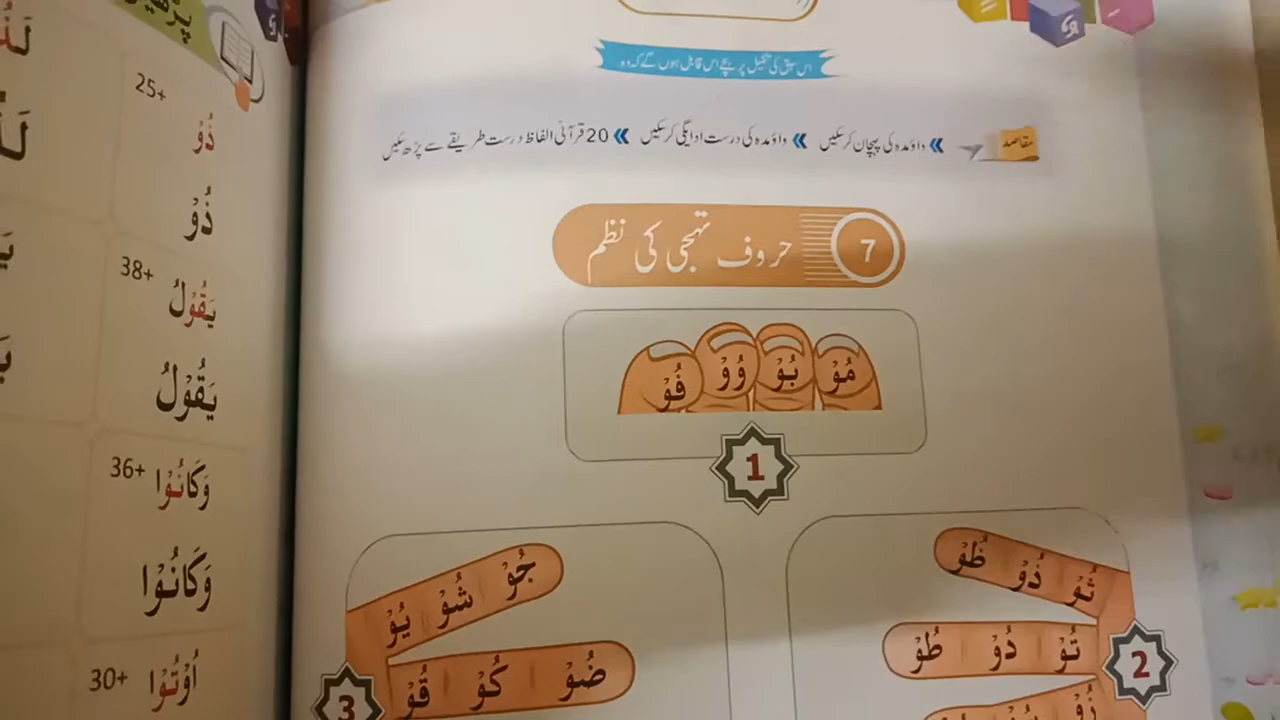 اس سبق کی تکمیل پر بچے اس قابل ہوں گے کہ وہ
مقاصد » واؤ مدہ کی پہچان کر سکیں » واؤ مدہ کی درست ادائیگی کر سکیں » 20 قرآنی الفاظ درست طریقے سے پڑھ سکیں
7 حروف تہجی کی نظم
مُوْ بُوْ وُوْ فُوْ
1
ثُوْ ذُوْ ظُوْ
تُوْ دُوْ طُوْ
زُوْ
2
جُوْ شُوْ يُوْ
ضُوْ كُوْ قُوْ
3
25+
ذُوْ
ذُوْ
38+
يَقُوْلُ
يَقُوْلُ
36+
وَكَانُوْا
وَكَانُوْا
30+
اُوْتُوْا